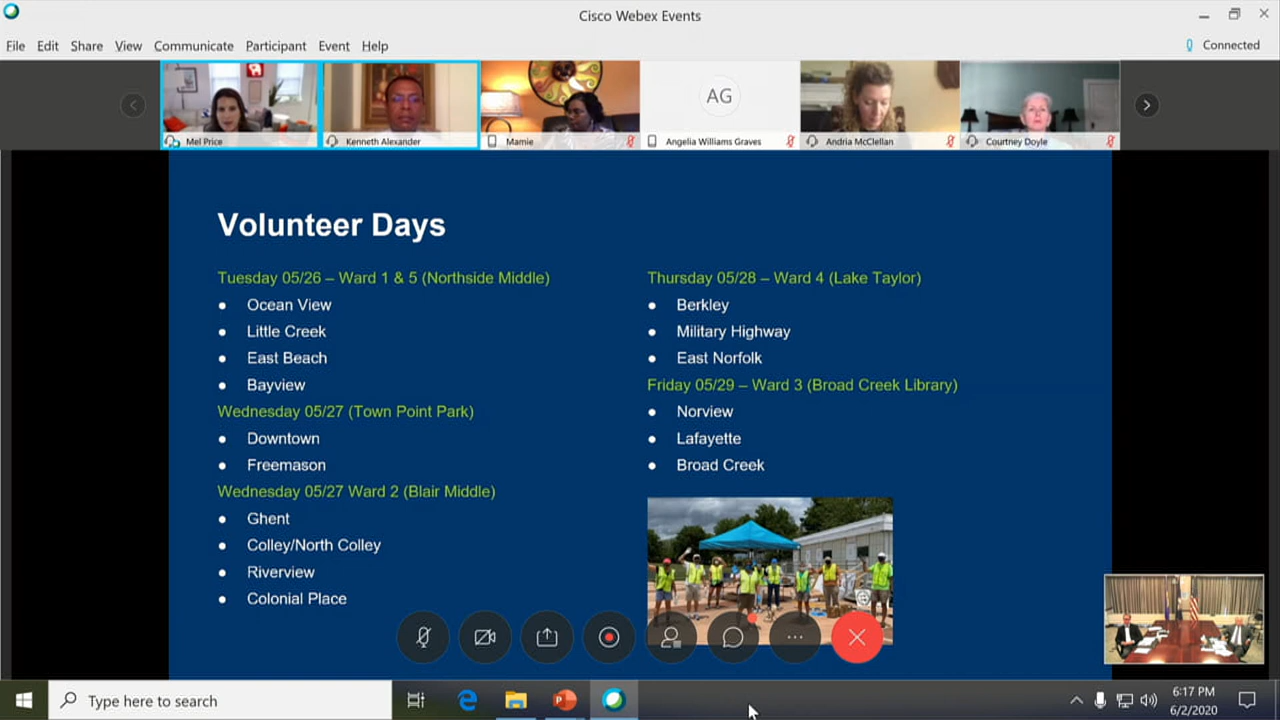 Cisco Webex Events
File Edit Share View Communicate Participant Event Help
Connected
AG
Mel Price
Kenneth Alexander
Mamie
Angelia Williams Graves
Andria McClellan
Courtney Doyle
Volunteer Days
Tuesday 05/26 – Ward 1 & 5 (Northside Middle)
● Ocean View
● Little Creek
● East Beach
● Bayview
Wednesday 05/27 (Town Point Park)
● Downtown
● Freemason
Wednesday 05/27 Ward 2 (Blair Middle)
● Ghent
● Colley/North Colley
● Riverview
● Colonial Place
Thursday 05/28 – Ward 4 (Lake Taylor)
● Berkley
● Military Highway
● East Norfolk
Friday 05/29 – Ward 3 (Broad Creek Library)
● Norview
● Lafayette
● Broad Creek
Type here to search
6:17 PM
6/2/2020